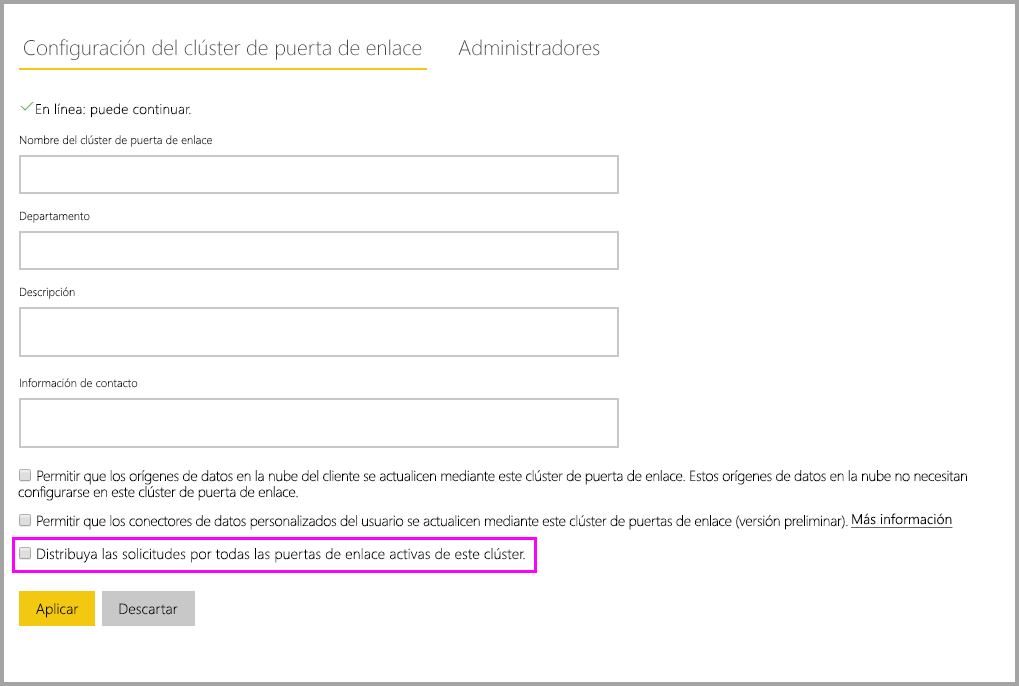 Configuración del clúster de puerta de enlace Administradores
En línea: puede continuar.
Nombre del clúster de puerta de enlace
Departamento
Descripción
Información de contacto
Permitir que los orígenes de datos en la nube del cliente se actualicen mediante este clúster de puerta de enlace. Estos orígenes de datos en la nube no necesitan
configurarse en este clúster de puerta de enlace.
Permitir que los conectores de datos personalizados del usuario se actualicen mediante este clúster de puertas de enlace (versión preliminar). Más información
Distribuya las solicitudes por todas las puertas de enlace activas de este clúster.
Aplicar Descartar